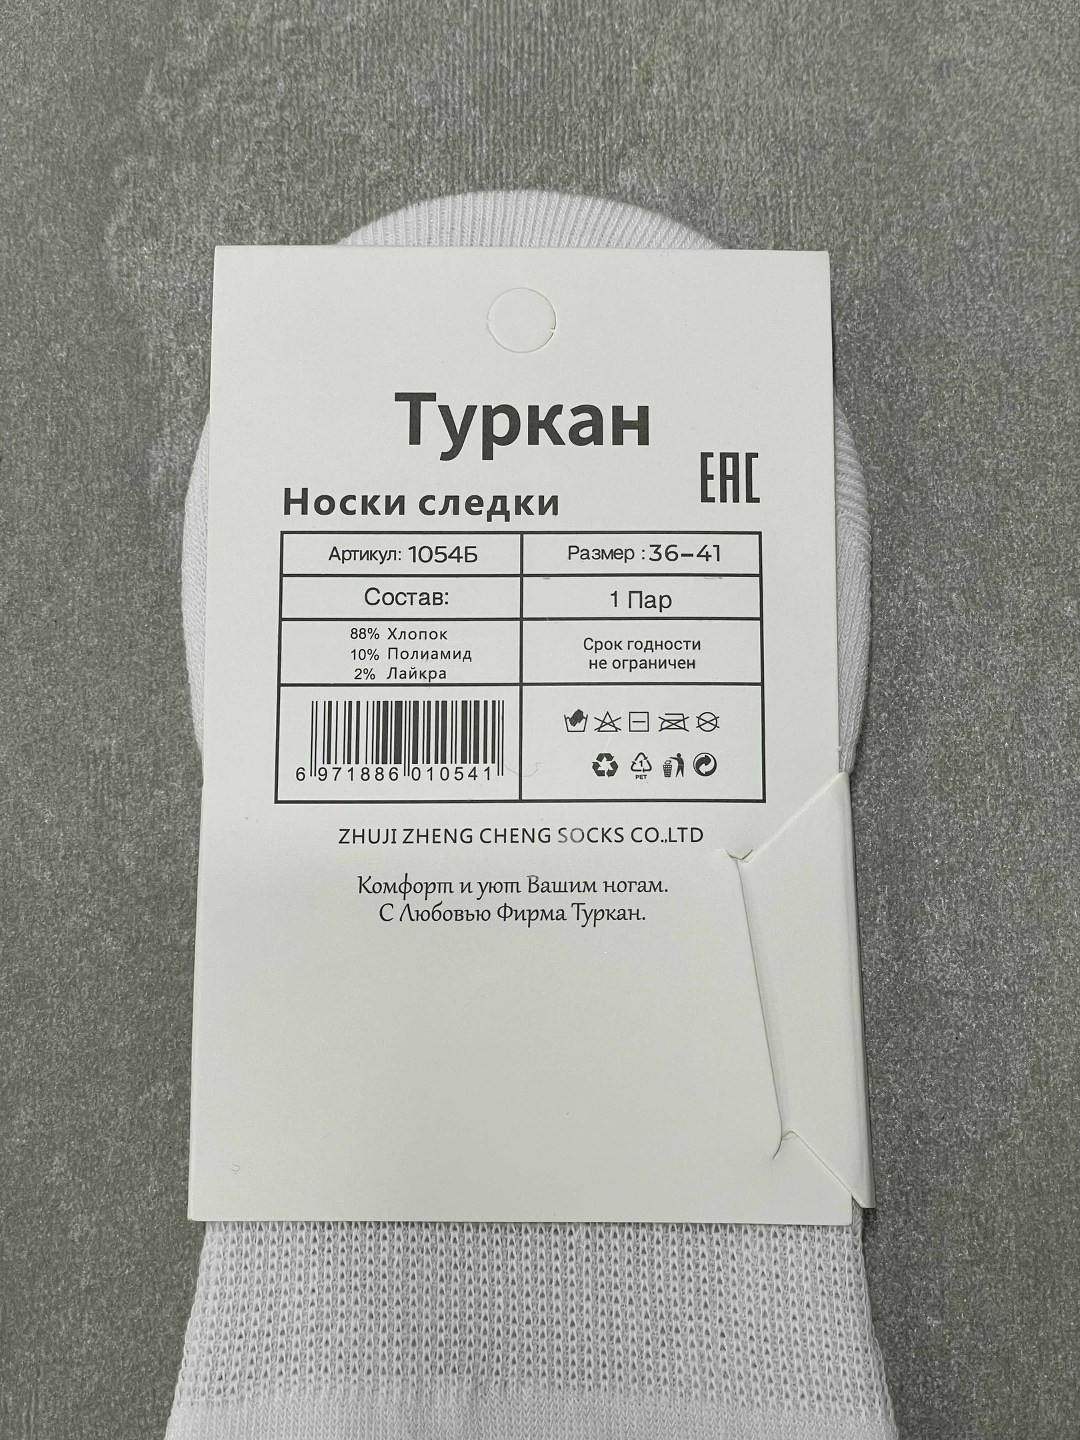 Туркан
EAC
Носки следки
Артикул: 1054Б
Размер : 36-41
Состав:
1 Пар
88% Хлопок
10% Полиамид
2% Лайкра
Срок годности
не ограничен
6 971886 010541
1
PET
ZHUJI ZHENG CHENG SOCKS CO.,LTD
Комфорт и уют Вашим ногам.
С Любовью Фирма Туркан.